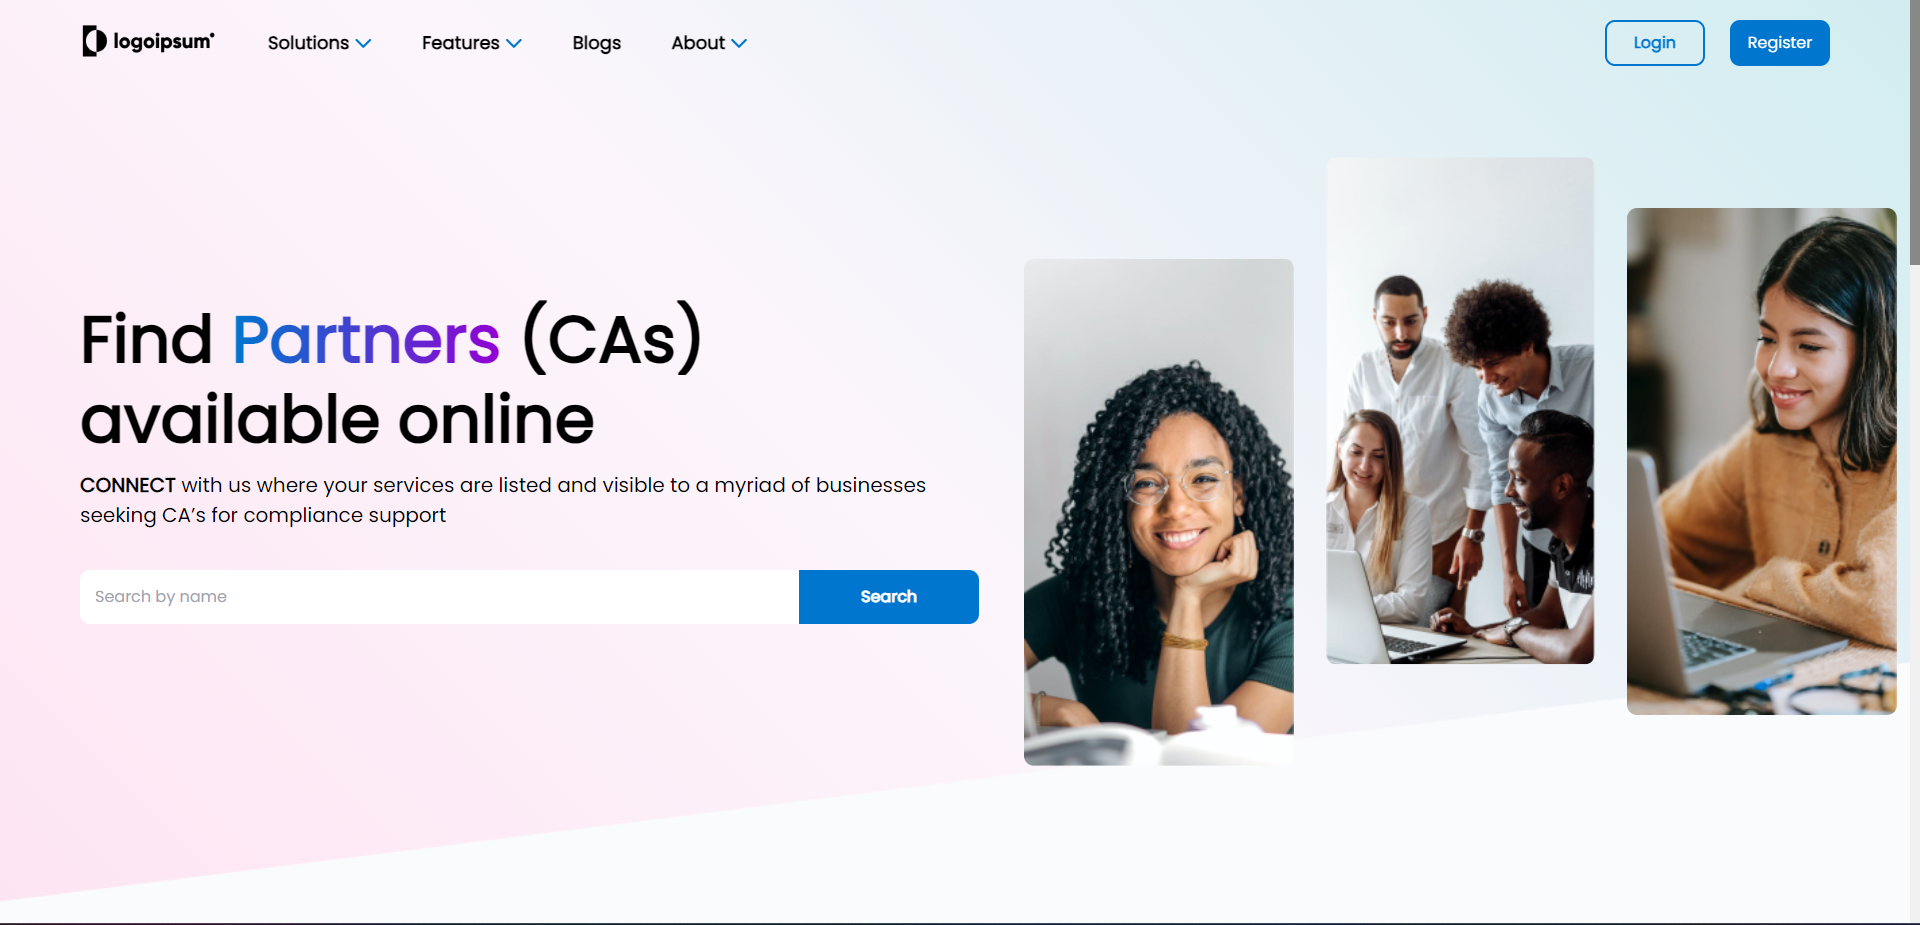 logoipsum
Solutions
Features
Blogs
About
Login
Register
Find Partners (CAs)
available online
CONNECT with us where your services are listed and visible to a myriad of businesses
seeking CA’s for compliance support
Search by name
Search